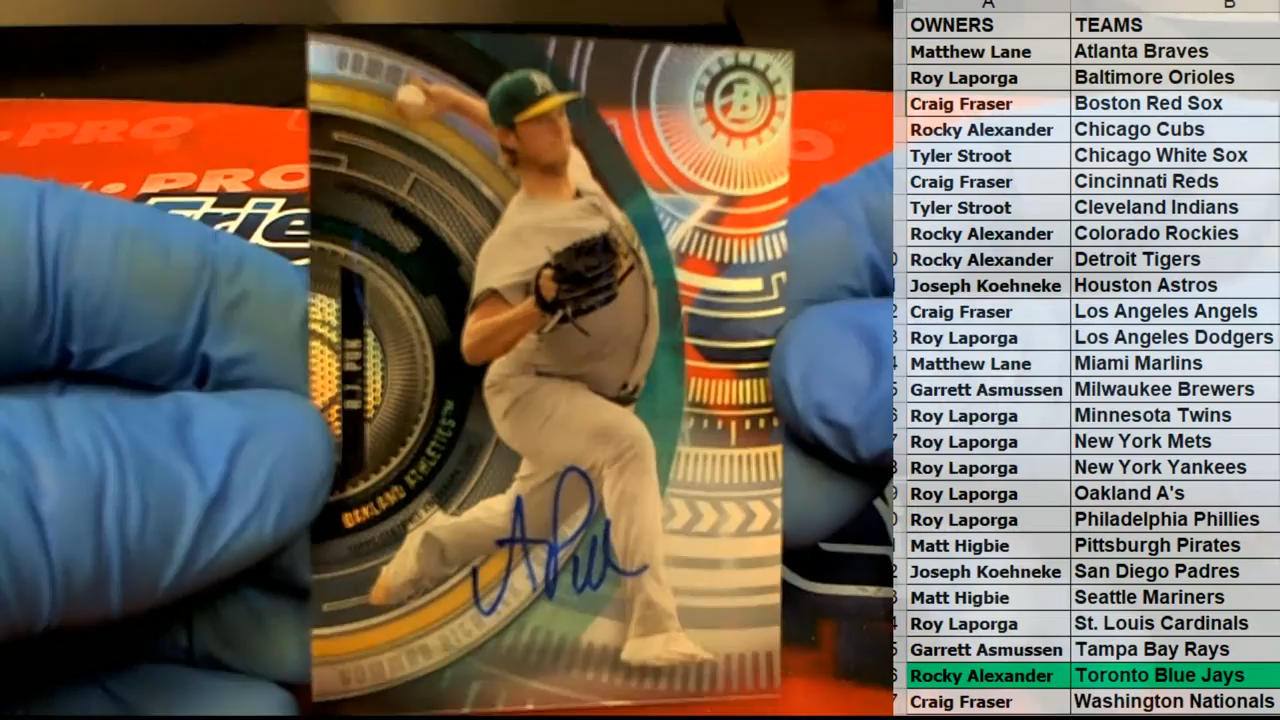 A B
OWNERS TEAMS
Matthew Lane Atlanta Braves
Roy Laporga Baltimore Orioles
Craig Fraser Boston Red Sox
Rocky Alexander Chicago Cubs
Tyler Stroot Chicago White Sox
Craig Fraser Cincinnati Reds
Tyler Stroot Cleveland Indians
Rocky Alexander Colorado Rockies
Rocky Alexander Detroit Tigers
Joseph Koehneke Houston Astros
Craig Fraser Los Angeles Angels
Roy Laporga Los Angeles Dodgers
Matthew Lane Miami Marlins
Garrett Asmussen Milwaukee Brewers
Roy Laporga Minnesota Twins
Roy Laporga New York Mets
Roy Laporga New York Yankees
Roy Laporga Oakland A's
Roy Laporga Philadelphia Phillies
Matt Higbie Pittsburgh Pirates
Joseph Koehneke San Diego Padres
Matt Higbie Seattle Mariners
Roy Laporga St. Louis Cardinals
Garrett Asmussen Tampa Bay Rays
Rocky Alexander Toronto Blue Jays
Craig Fraser Washington Nationals
PRO
PRO
B
A.J. PUK
OAKLAND ATHLETICS™
A Puk